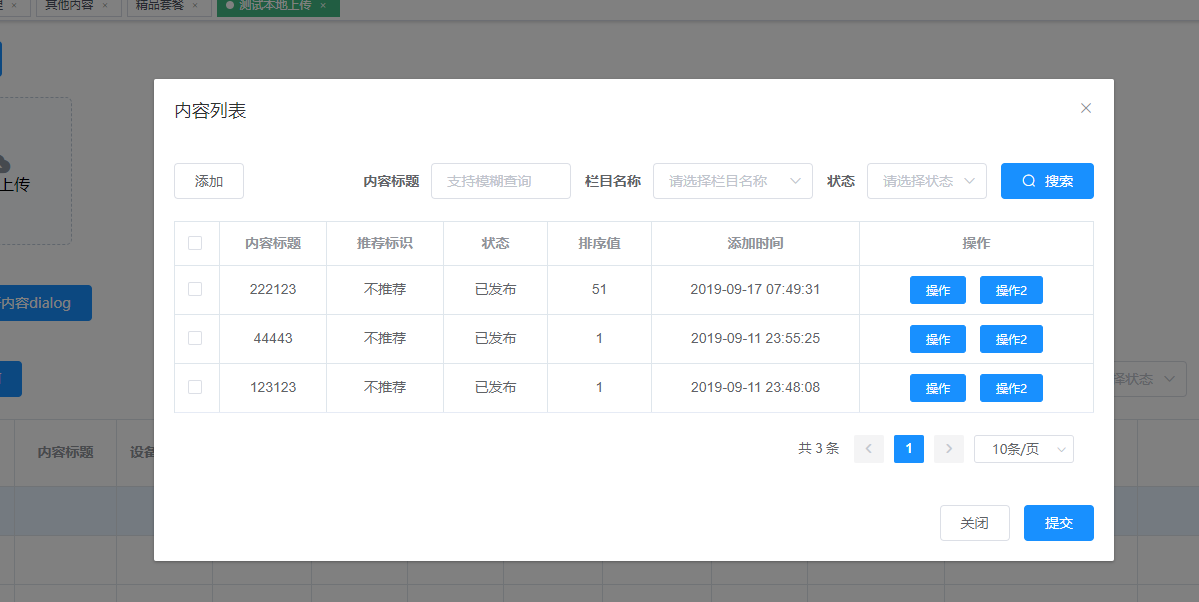 其他内容 × 精品套餐 × 测试本地上传 ×
内容列表 ×
上传
添加 内容标题 支持模糊查询 栏目名称 请选择栏目名称 状态 请选择状态 搜索
内容标题 推荐标识 状态 排序值 添加时间 操作
222123 不推荐 已发布 51 2019-09-17 07:49:31 操作 操作2
内容dialog
44443 不推荐 已发布 1 2019-09-11 23:55:25 操作 操作2
123123 不推荐 已发布 1 2019-09-11 23:48:08 操作 操作2
择状态
共 3 条 < 1 > 10条/页
内容标题 设备
关闭 提交